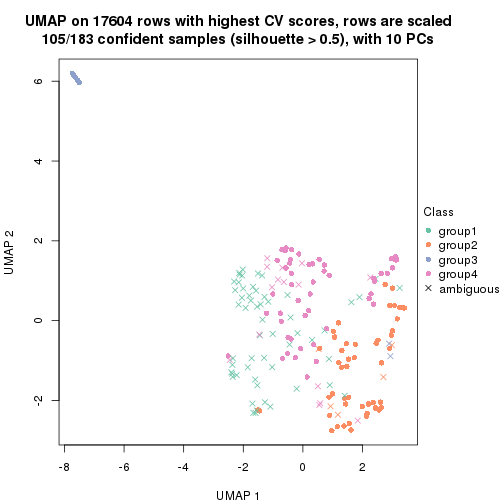 UMAP on 17604 rows with highest CV scores, rows are scaled
105/183 confident samples (silhouette > 0.5), with 10 PCs
6
4
2
0
-2
UMAP 2
-8
-6
-4
-2
0
2
UMAP 1
Class
group1
group2
group3
group4
ambiguous